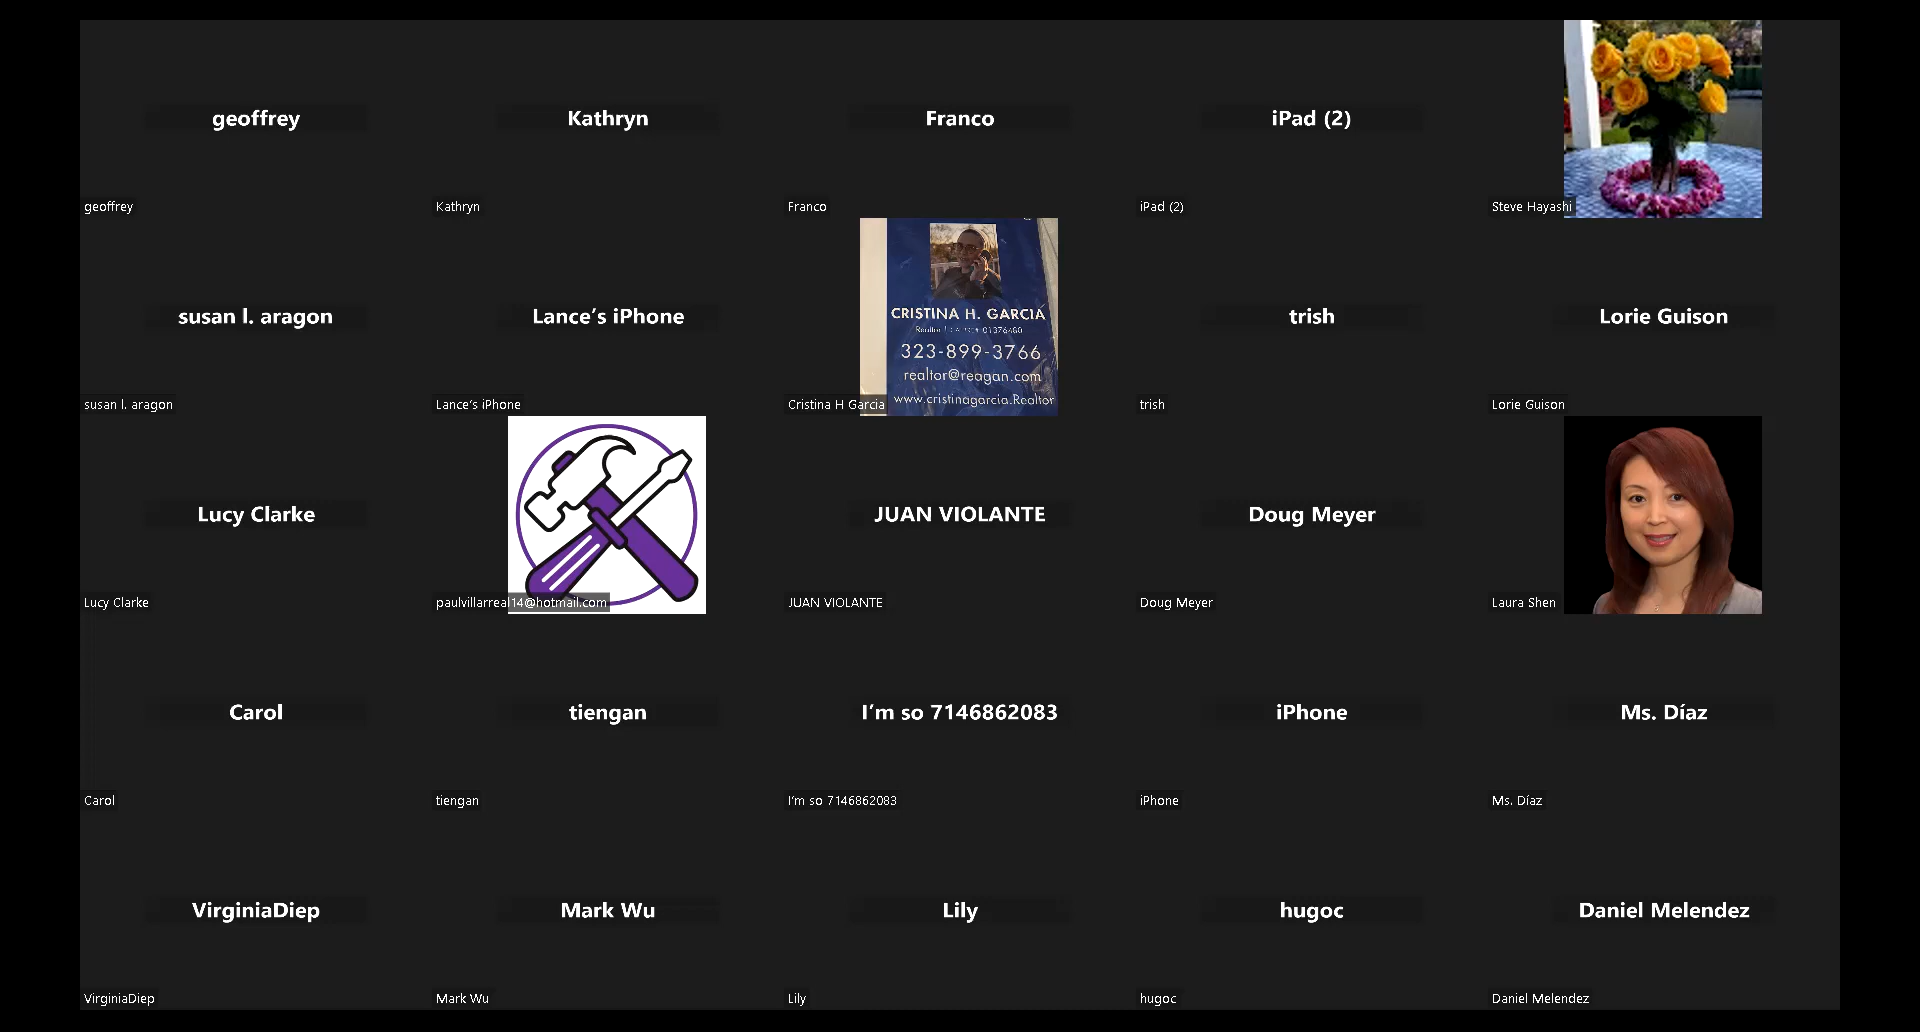 geoffrey
Kathryn
Franco
iPad (2)
geoffrey
Kathryn
Franco
iPad (2)
Steve Hayashi
susan l. aragon
Lance’s iPhone
CRISTINA H. GARCIA
Realtor
01376480
323-899-3766
realtor@reagan.com
www.cristinagarcia.Realtor
trish
Lorie Guison
susan l. aragon
Lance’s iPhone
Cristina H Garcia
trish
Lorie Guison
Lucy Clarke
JUAN VIOLANTE
Doug Meyer
Lucy Clarke
paulvillarreal14@hotmail.com
JUAN VIOLANTE
Doug Meyer
Laura Shen
Carol
tiengan
I’m so 7146862083
iPhone
Ms. Díaz
Carol
tiengan
I’m so 7146862083
iPhone
Ms. Díaz
VirginiaDiep
Mark Wu
Lily
hugoc
Daniel Melendez
VirginiaDiep
Mark Wu
Lily
hugoc
Daniel Melendez